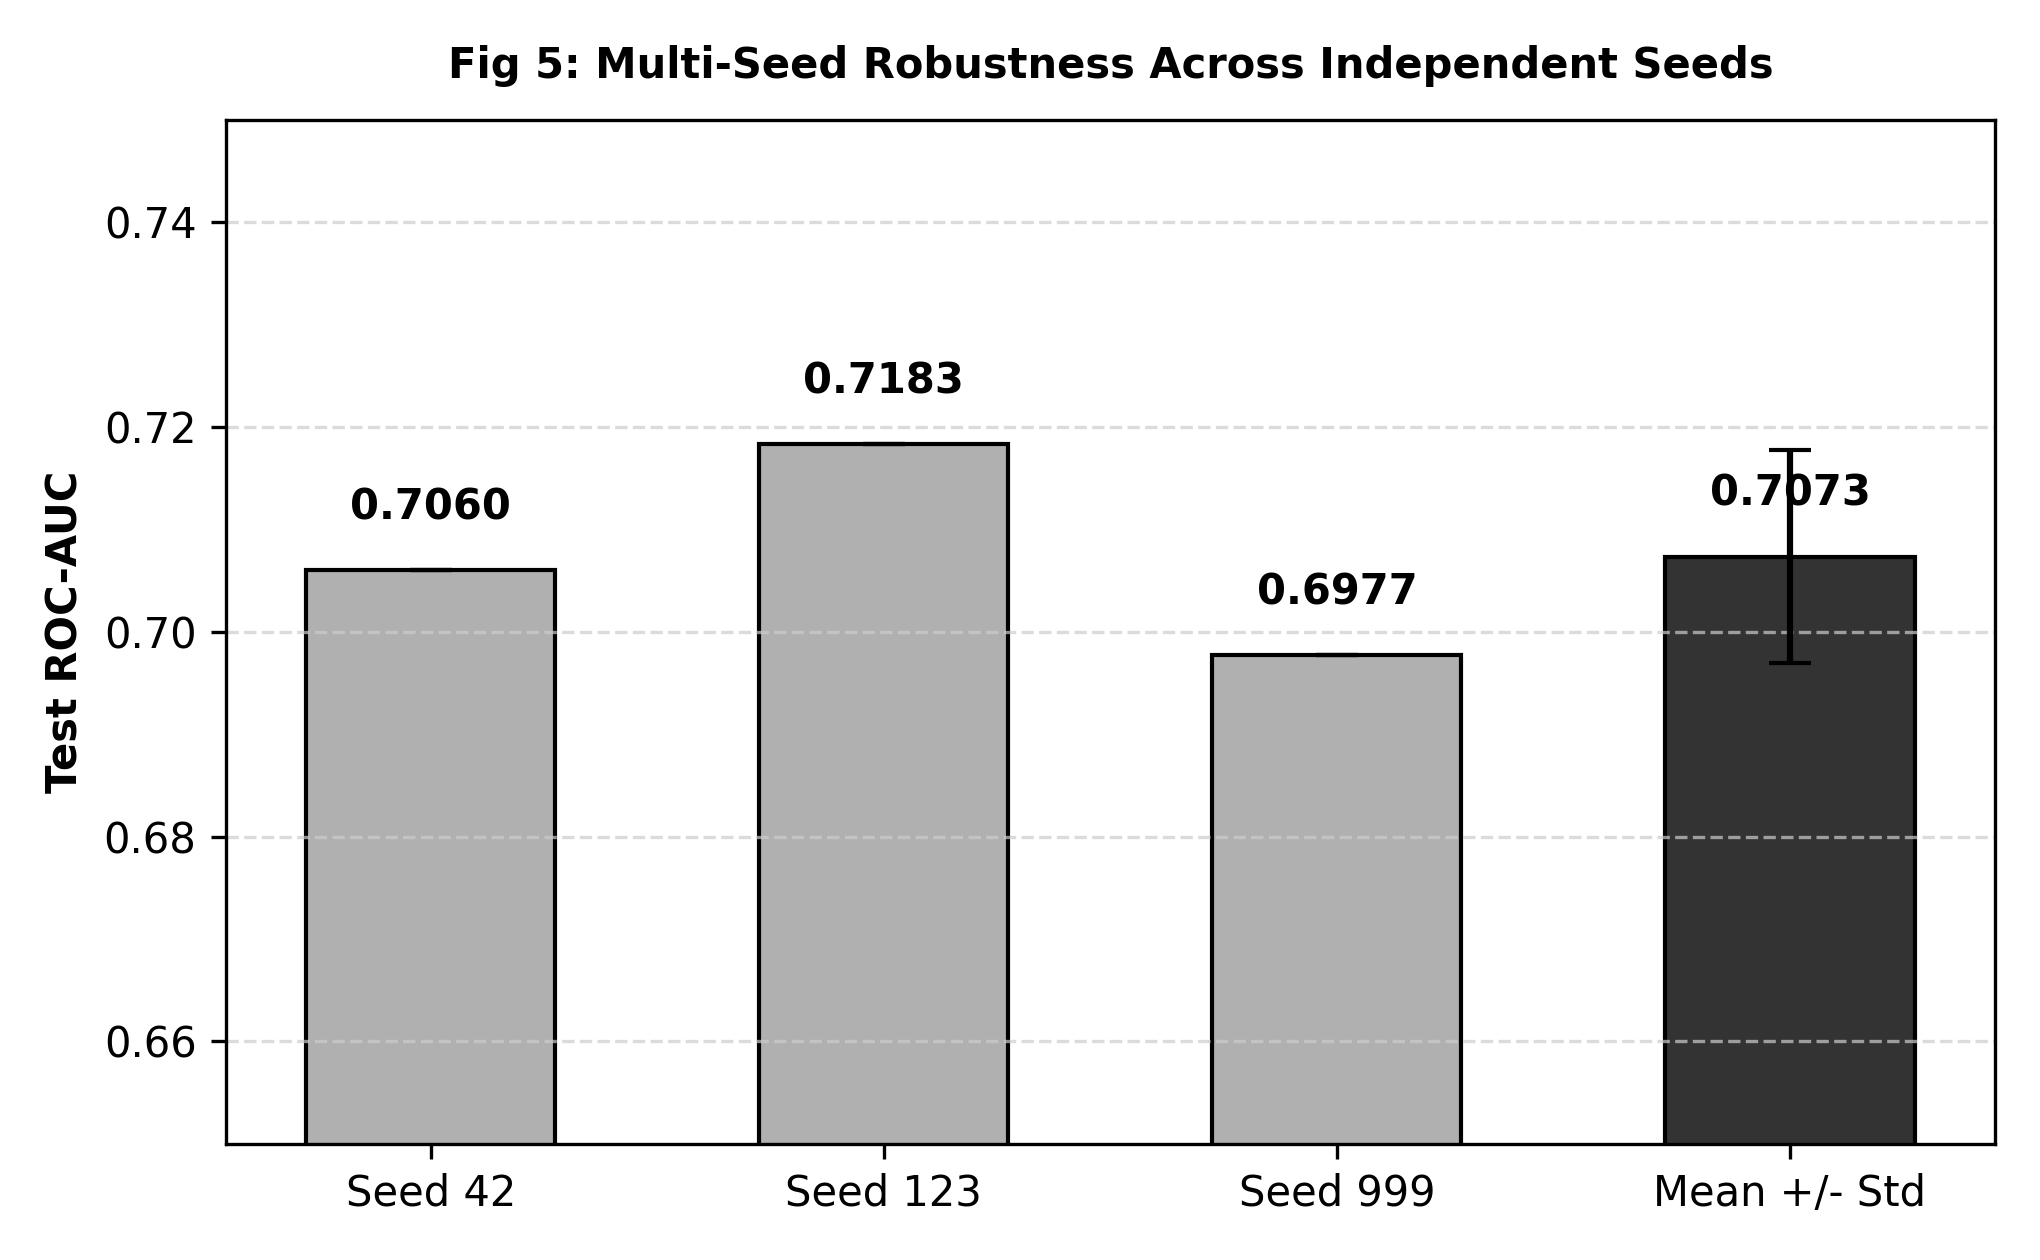 Fig 5: Multi-Seed Robustness Across Independent Seeds
Test ROC-AUC
0.74
0.72
0.70
0.68
0.66
0.7060
0.7183
0.6977
0.7073
Seed 42
Seed 123
Seed 999
Mean +/- Std